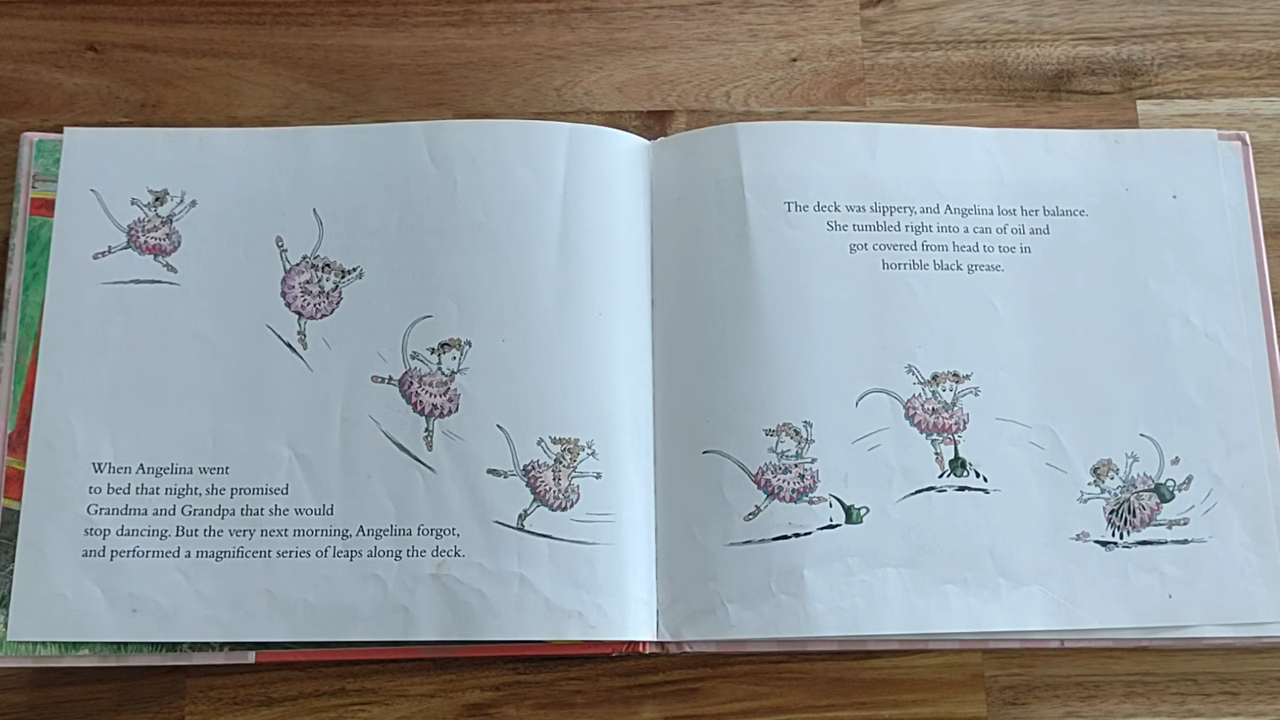 When Angelina went
to bed that night, she promised
Grandma and Grandpa that she would
stop dancing. But the very next morning, Angelina forgot,
and performed a magnificent series of leaps along the deck.
The deck was slippery, and Angelina lost her balance.
She tumbled right into a can of oil and
got covered from head to toe in
horrible black grease.